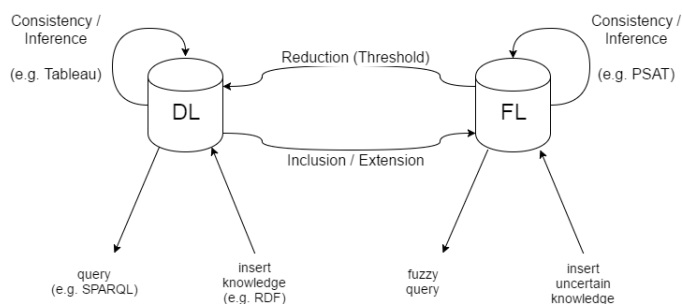 Consistency /
Inference
(e.g. Tableau)
DL
Reduction (Threshold)
Inclusion / Extension
Consistency /
Inference
(e.g. PSAT)
FL
query
(e.g. SPARQL)
insert
knowledge
(e.g. RDF)
fuzzy
query
insert
uncertain
knowledge